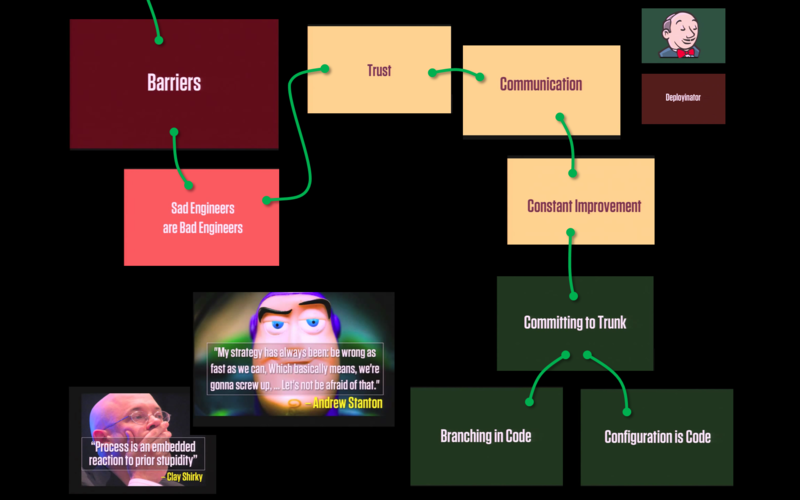 Barriers
Sad Engineers
are Bad Engineers
Trust
Communication
Deployinator
Constant Improvement
Committing to Trunk
Branching in Code
Configuration is Code
"My strategy has always been: be wrong as
fast as we can, Which basically means, we're
gonna screw up, ... Let's not be afraid of that."
– Andrew Stanton
"Process is an embedded
reaction to prior stupidity"
– Clay Shirky